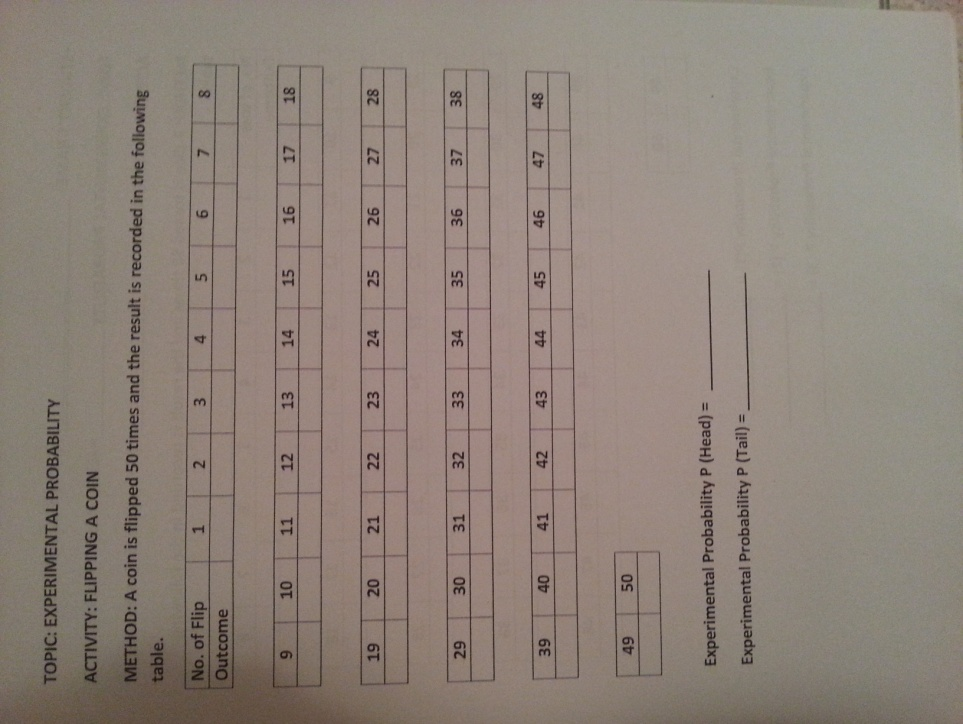 TOPIC: EXPERIMENTAL PROBABILITY
ACTIVITY: FLIPPING A COIN
METHOD: A coin is flipped 50 times and the result is recorded in the following
table.
No. of Flip 1 2 3 4 5 6 7 8
Outcome
9 10 11 12 13 14 15 16 17 18
19 20 21 22 23 24 25 26 27 28
29 30 31 32 33 34 35 36 37 38
39 40 41 42 43 44 45 46 47 48
49 50
Experimental Probability P (Head) = ____________
Experimental Probability P (Tail) = ______________